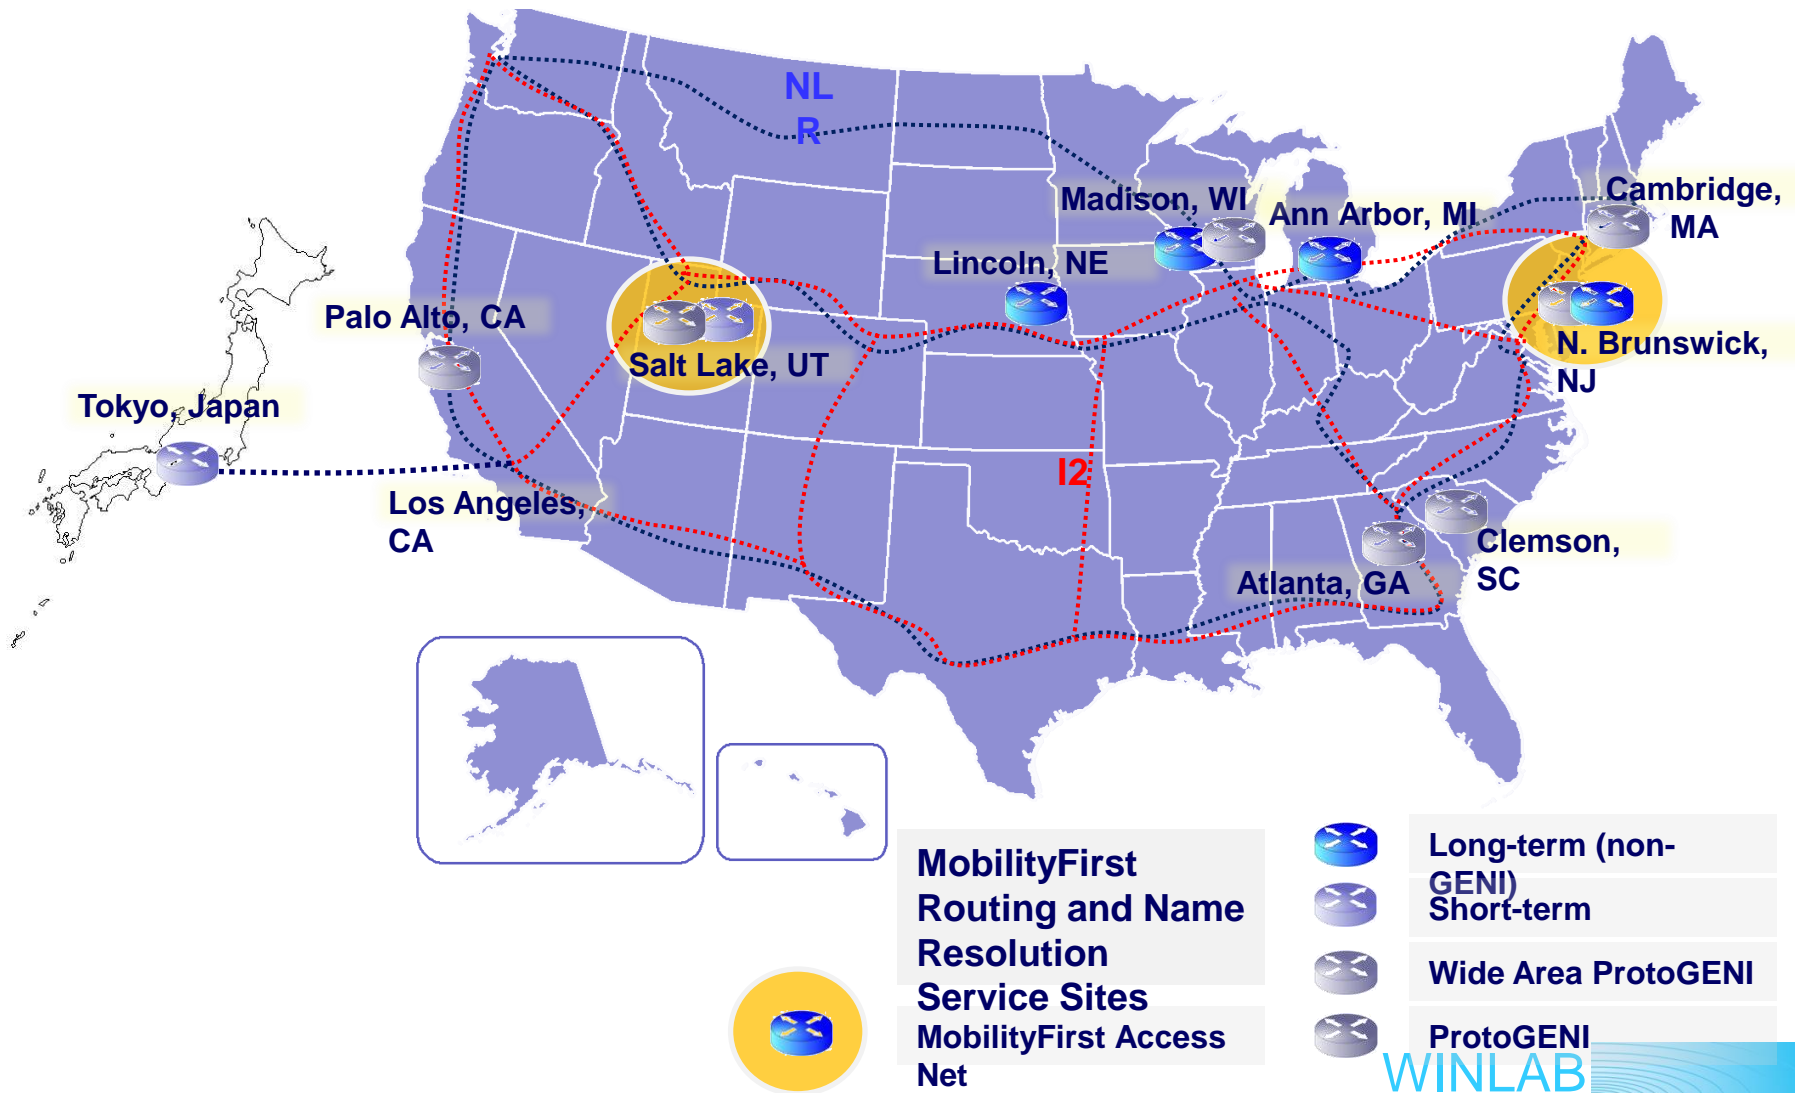 NL
R
Madison, WI
Ann Arbor, MI
Cambridge,
MA
Lincoln, NE
Palo Alto, CA
Salt Lake, UT
N. Brunswick,
NJ
Tokyo, Japan
Los Angeles,
CA
I2
Clemson,
SC
Atlanta, GA
MobilityFirst
Routing and Name
Resolution
Service Sites
MobilityFirst Access
Net
Long-term (non-
GENI)
Short-term
Wide Area ProtoGENI
ProtoGENI
WINLAB